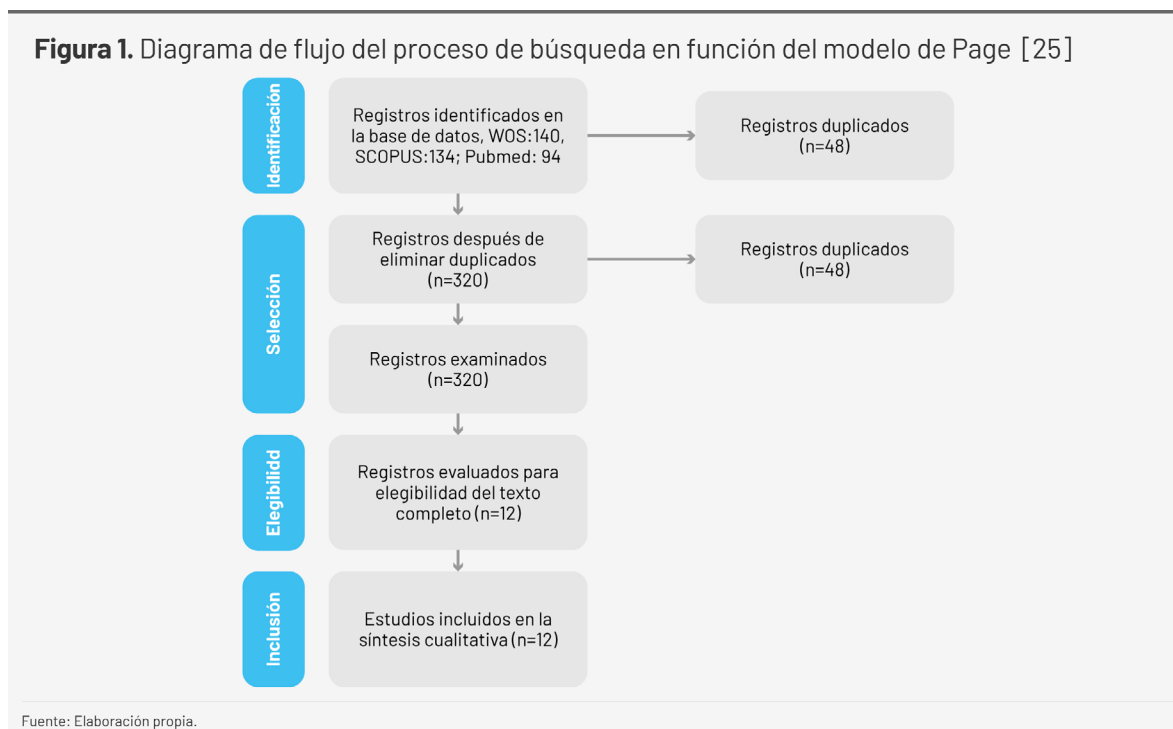 Figura 1. Diagrama de flujo del proceso de búsqueda en función del modelo de Page [25]
Identificación
Registros identificados en
la base de datos, WOS:140,
SCOPUS:134; Pubmed: 94
Registros duplicados
(n=48)
Selección
Registros después de
eliminar duplicados
(n=320)
Registros duplicados
(n=48)
Registros examinados
(n=320)
Elegibilidd
Registros evaluados para
elegibilidad del texto
completo (n=12)
Inclusión
Estudios incluidos en la
síntesis cualitativa (n=12)
Fuente: Elaboración propia.